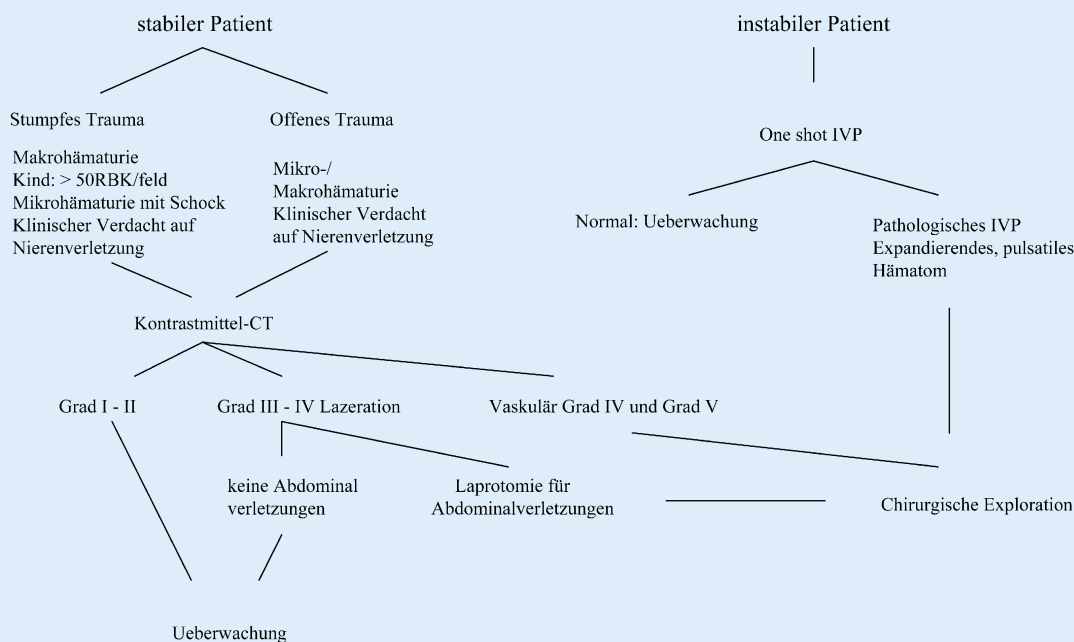 stabiler Patient
instabiler Patient
Stumpfes Trauma
Offenes Trauma
One shot IVP
Makrohämaturie
Kind: > 50RBK/feld
Mikrohämaturie mit Schock
Klinischer Verdacht auf
Nierenverletzung
Mikro-/
Makrohämaturie
Klinischer Verdacht
auf Nierenverletzung
Normal: Ueberwachung
Pathologisches IVP
Expandierendes, pulsatiles
Hämatom
Kontrastmittel-CT
Grad I - II
Grad III - IV Lazeration
Vaskulär Grad IV und Grad V
keine Abdominal
verletzungen
Laprotomie für
Abdominalverletzungen
Chirurgische Exploration
Ueberwachung